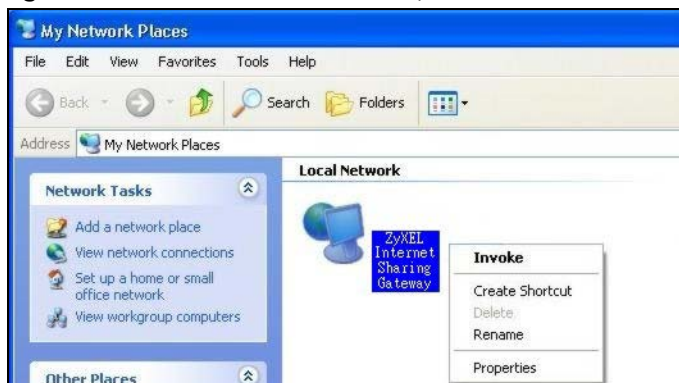 My Network Places
File Edit View Favorites Tools Help
Back Search Folders
Address My Network Places
Network Tasks
Add a network place
View network connections
Set up a home or small
office network
View workgroup computers
Other Places
Local Network
ZyXEL
Internet
Sharing
Gateway
Invoke
Create Shortcut
Delete
Rename
Properties